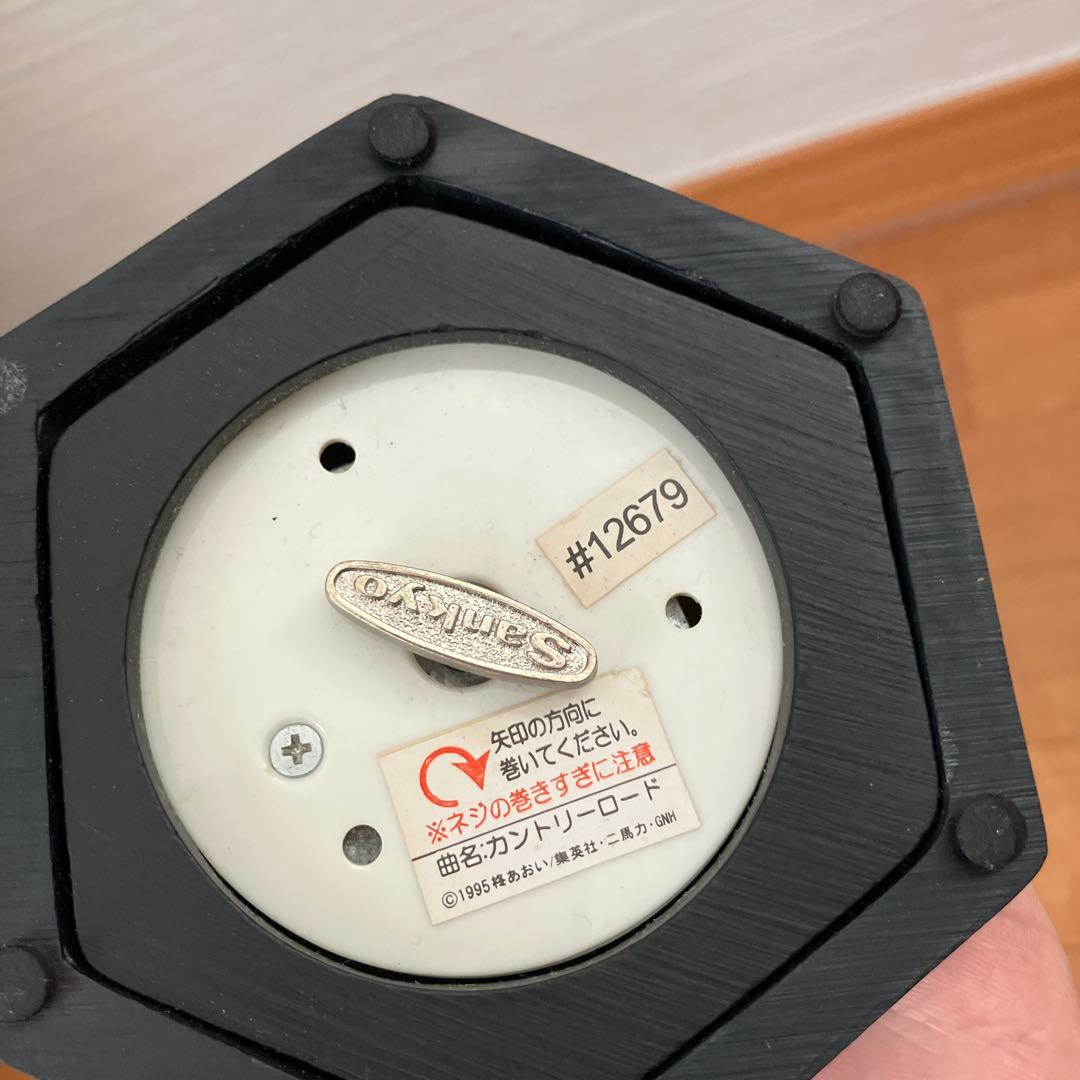 #12679
Sankyo
矢印の方向に
巻いてください。
※ネジの巻きすぎに注意
曲名:カントリーロード
©1995柊あおい/集英社・二馬力・GNH